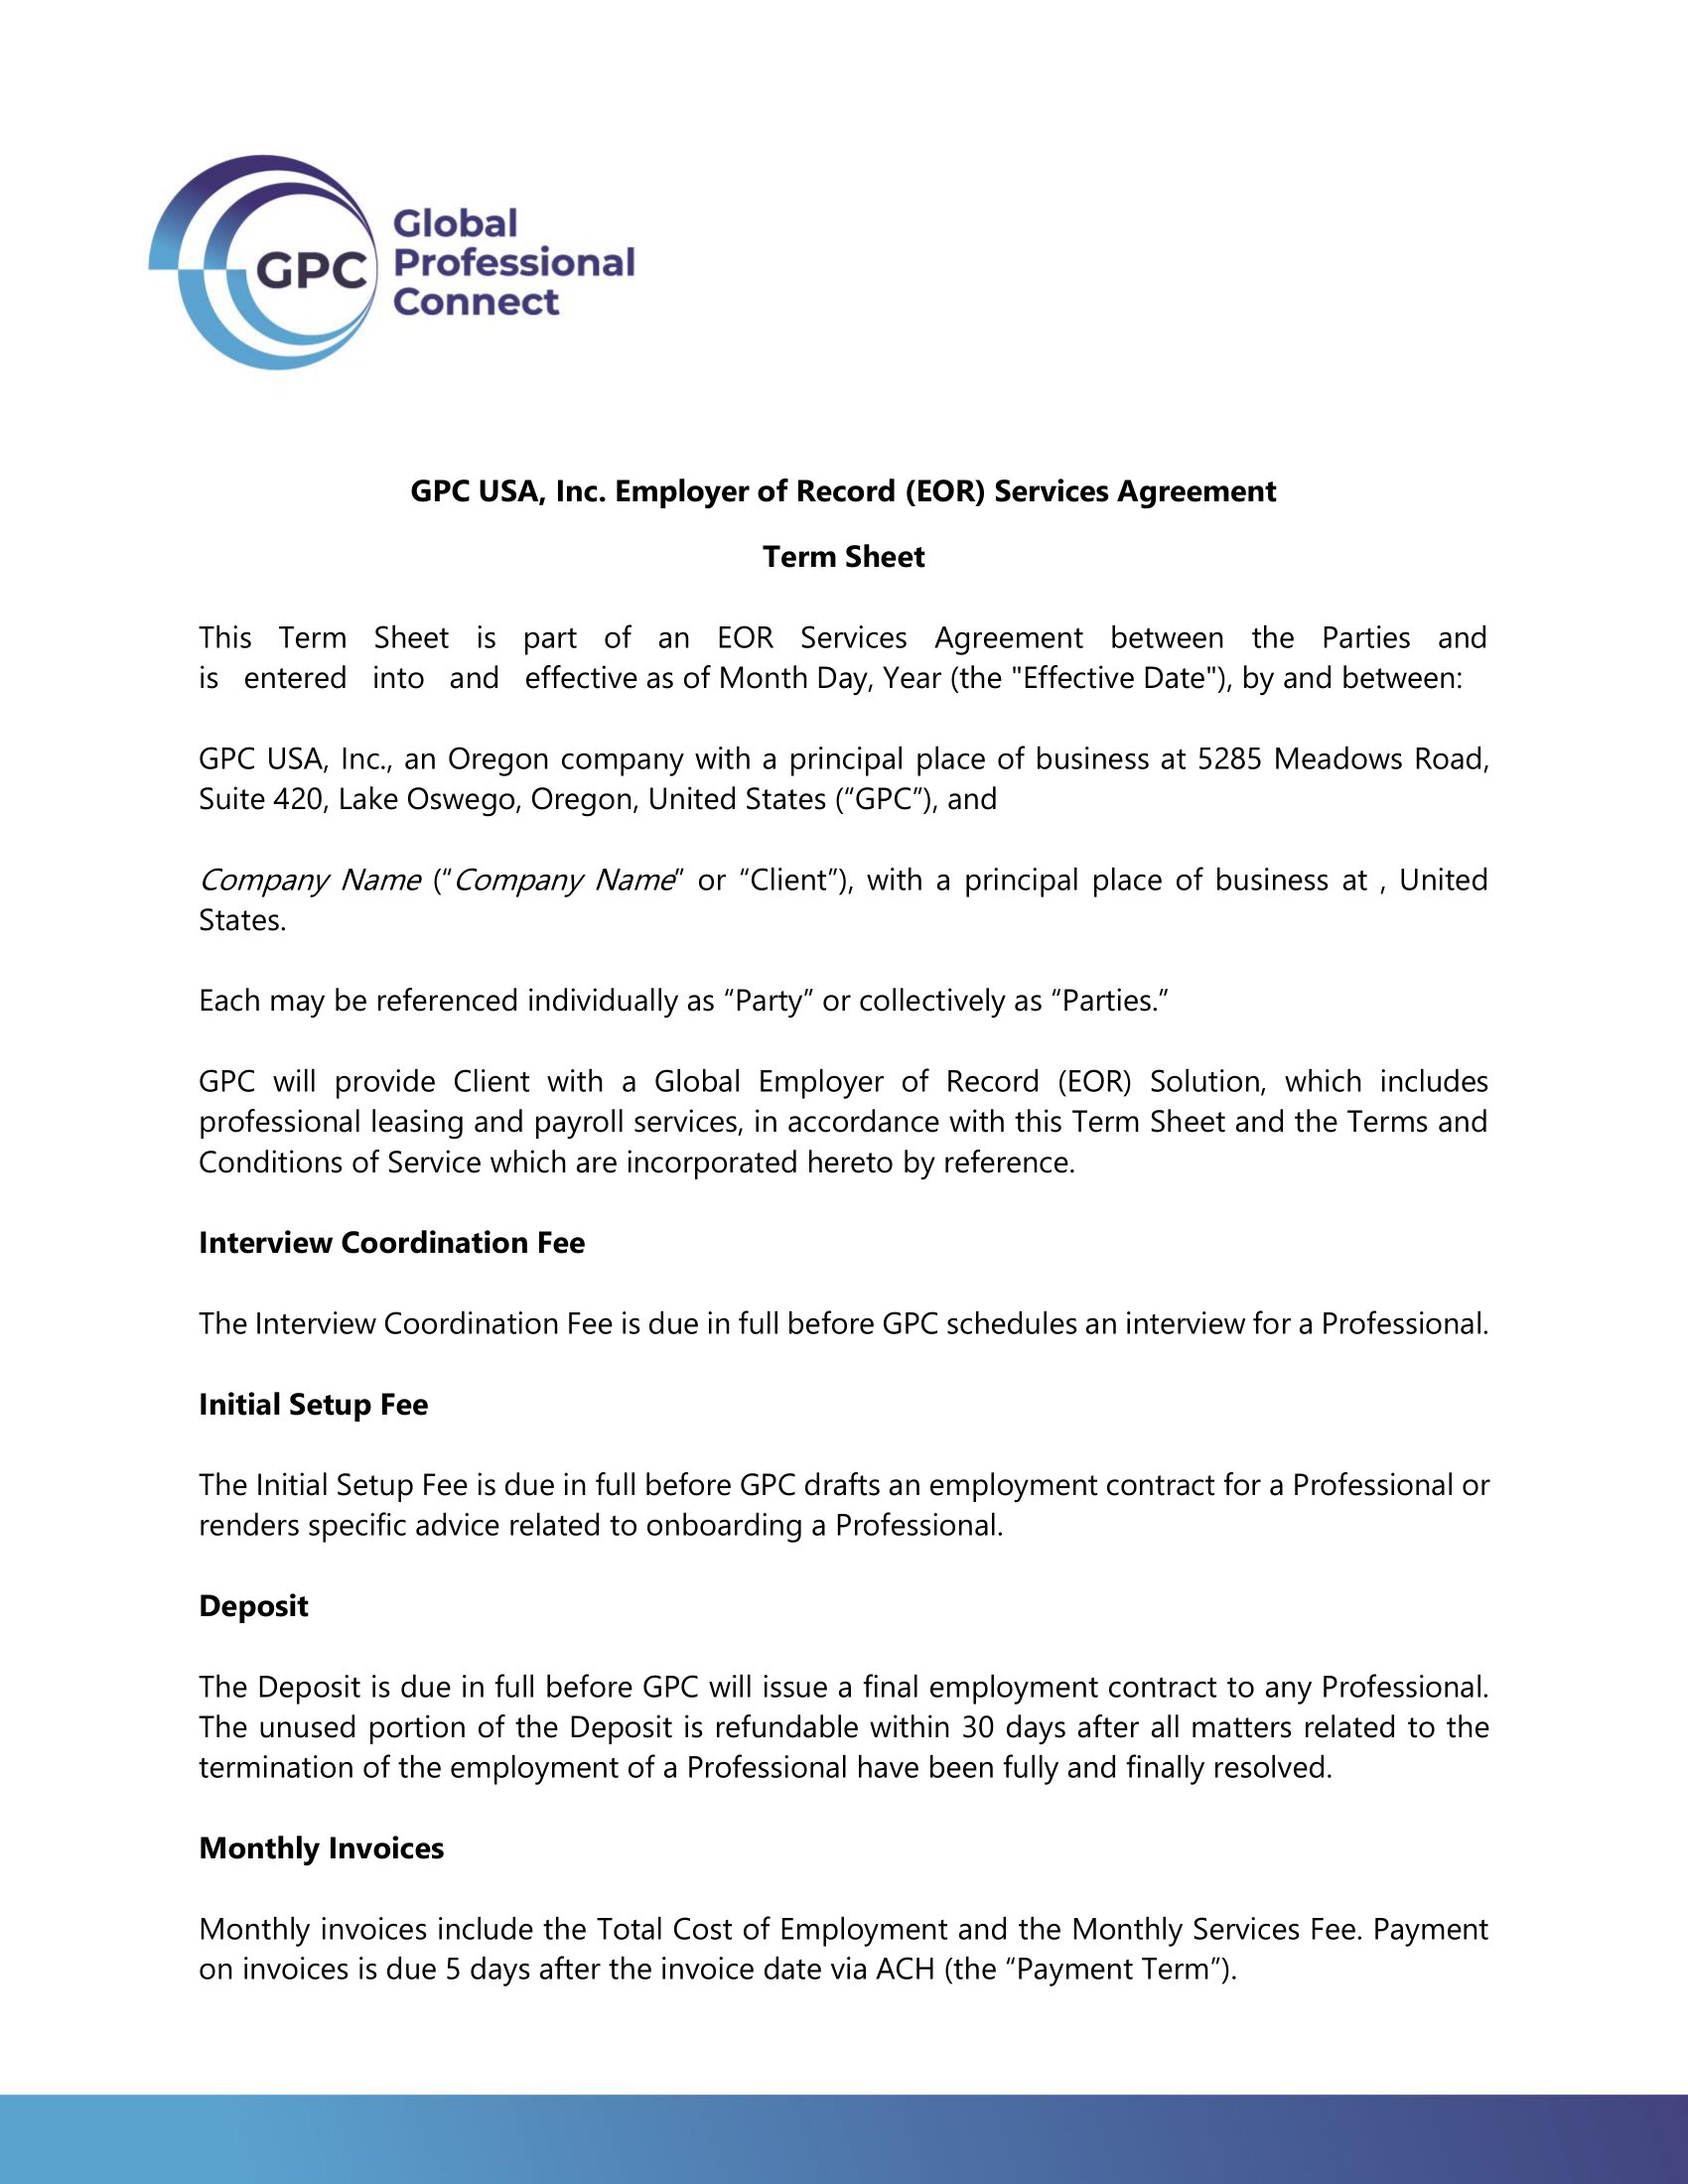 GPC
Global
Professional
Connect
GPC USA, Inc. Employer of Record (EOR) Services Agreement
Term Sheet
This Term Sheet is part of an EOR Services Agreement between the Parties and
is entered into and effective as of Month Day, Year (the "Effective Date"), by and between:
GPC USA, Inc., an Oregon company with a principal place of business at 5285 Meadows Road,
Suite 420, Lake Oswego, Oregon, United States (“GPC”), and
Company Name (“Company Name” or “Client”), with a principal place of business at , United
States.
Each may be referenced individually as “Party” or collectively as “Parties.”
GPC will provide Client with a Global Employer of Record (EOR) Solution, which includes
professional leasing and payroll services, in accordance with this Term Sheet and the Terms and
Conditions of Service which are incorporated hereto by reference.
Interview Coordination Fee
The Interview Coordination Fee is due in full before GPC schedules an interview for a Professional.
Initial Setup Fee
The Initial Setup Fee is due in full before GPC drafts an employment contract for a Professional or
renders specific advice related to onboarding a Professional.
Deposit
The Deposit is due in full before GPC will issue a final employment contract to any Professional.
The unused portion of the Deposit is refundable within 30 days after all matters related to the
termination of the employment of a Professional have been fully and finally resolved.
Monthly Invoices
Monthly invoices include the Total Cost of Employment and the Monthly Services Fee. Payment
on invoices is due 5 days after the invoice date via ACH (the “Payment Term”).